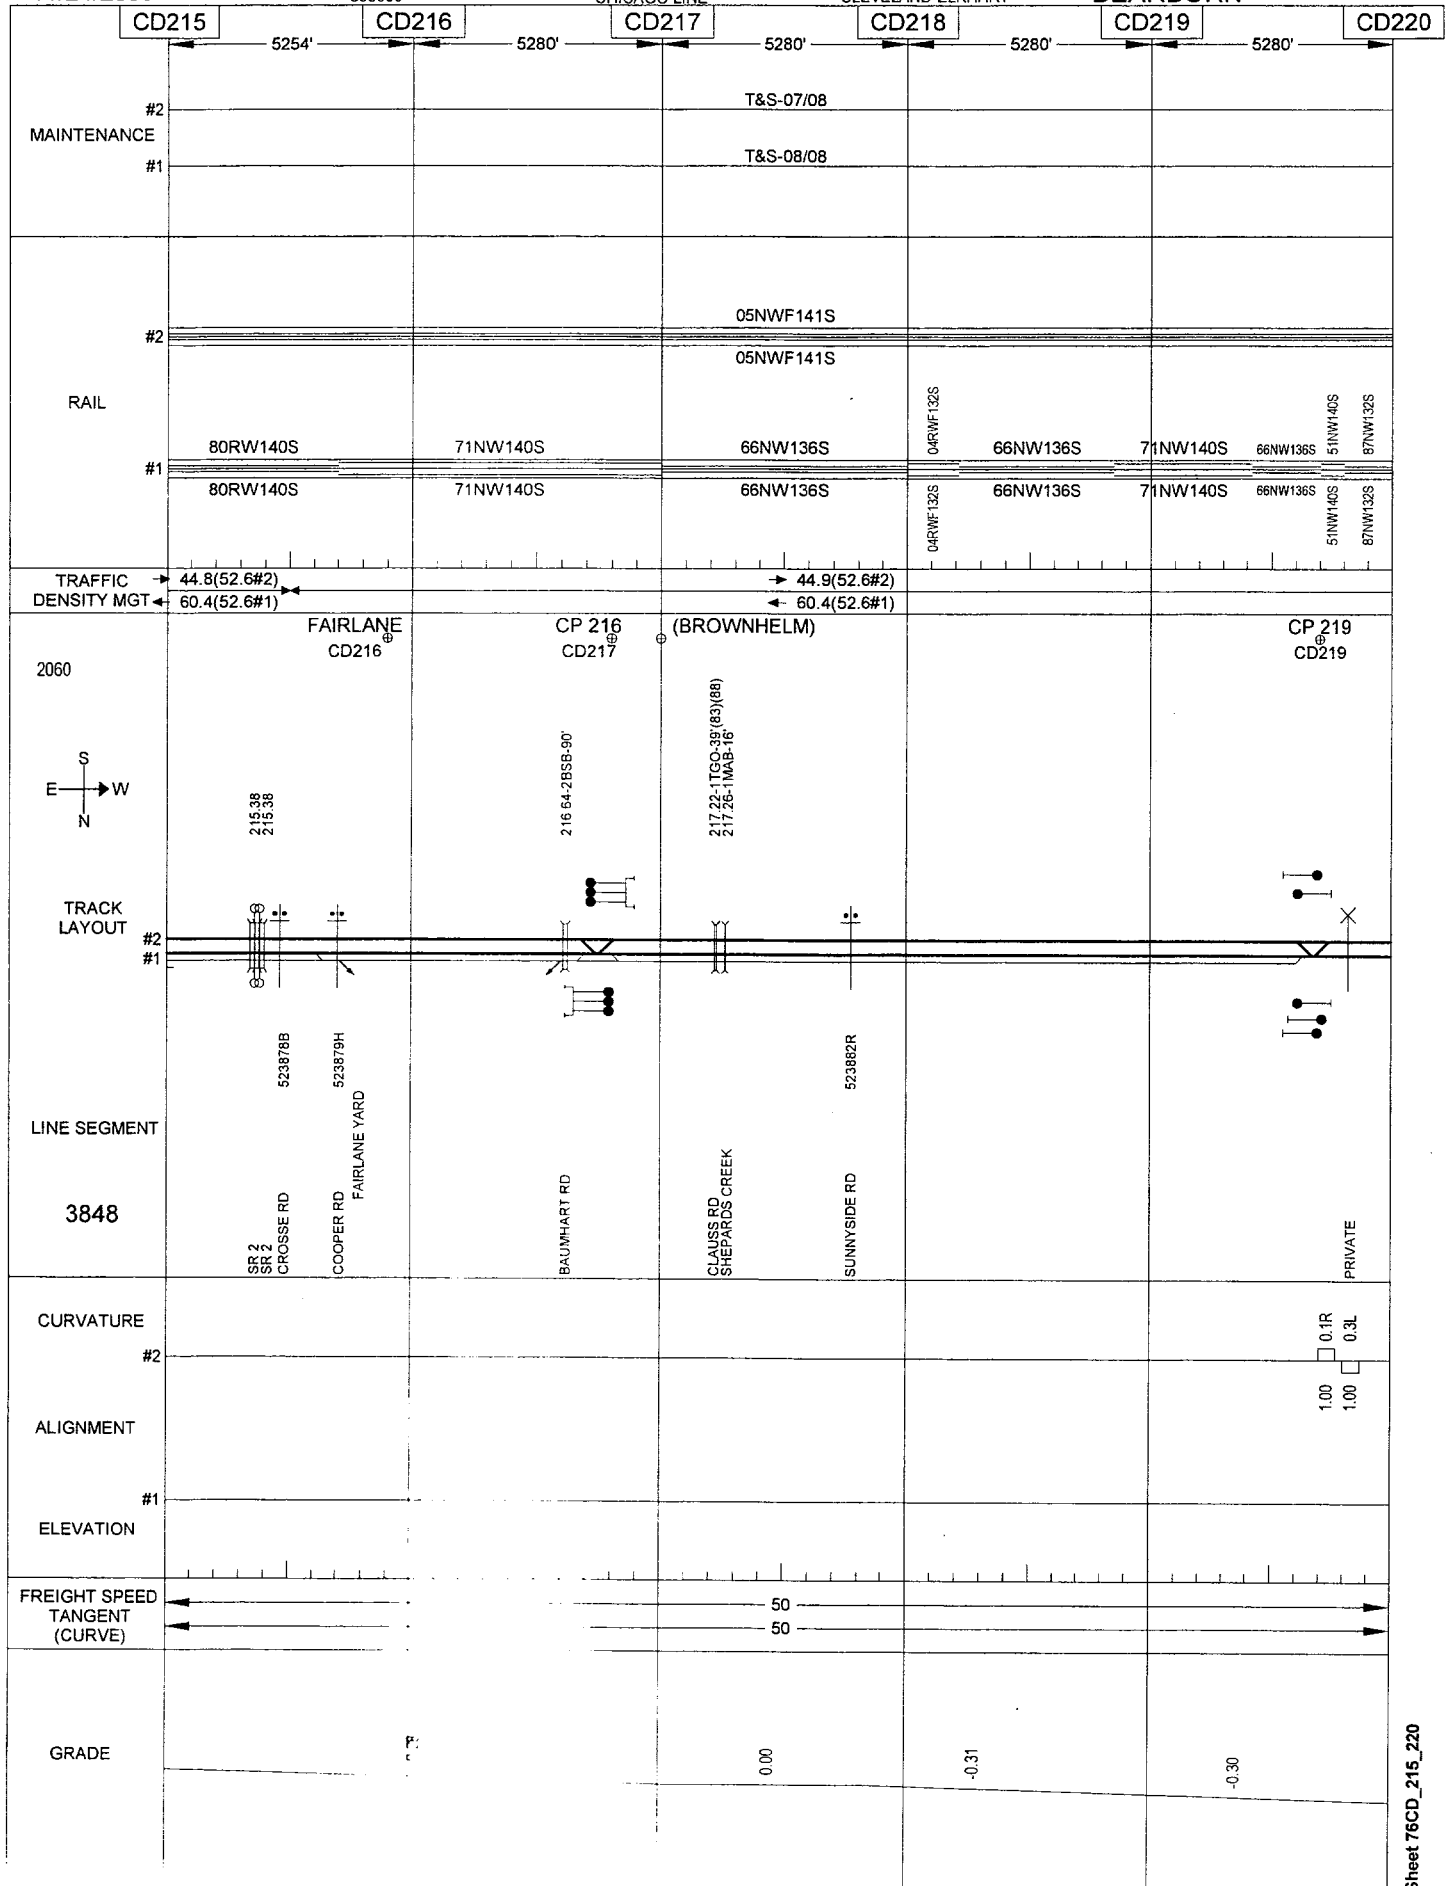 CHICAGO LINE
CLEVELAND-ELKHART
DEARBORN
CD215 CD216 CD217 CD218 CD219 CD220
5254' 5280' 5280' 5280' 5280'
MAINTENANCE
#2 T&S-07/08
#1 T&S-08/08
RAIL
05NWF141S
#2
05NWF141S
80RW140S 71NW140S 66NW136S 04RWF132S 66NW136S 71NW140S 66NW136S 51NW140S 87NW132S
#1
80RW140S 71NW140S 66NW136S 04RWF132S 66NW136S 71NW140S 66NW136S 51NW140S 87NW132S
TRAFFIC 44.8(52.6#2) 44.9(52.6#2)
DENSITY MGT 60.4(52.6#1) 60.4(52.6#1)
FAIRLANE CP 216 (BROWNHELM) CP 219
CD216 CD217 CD219
2060
S
E W
N
215.38
215.38
216 64-2BSB-90'
217.22-1TGO-39'(83)(88)
217.26-1MAB-16'
TRACK
LAYOUT
#2
#1
523878B
523879H
523882R
LINE SEGMENT
3848
SR 2
SR 2
CROSSE RD
COOPER RD
FAIRLANE YARD
BAUMHART RD
CLAUSS RD
SHEPARDS CREEK
SUNNYSIDE RD
PRIVATE
CURVATURE
0.1R
0.3L
#2
1.00
1.00
ALIGNMENT
#1
ELEVATION
FREIGHT SPEED
TANGENT
(CURVE)
50
50
GRADE
0.00
-0.31
-0.30
Sheet 76CD_215_220